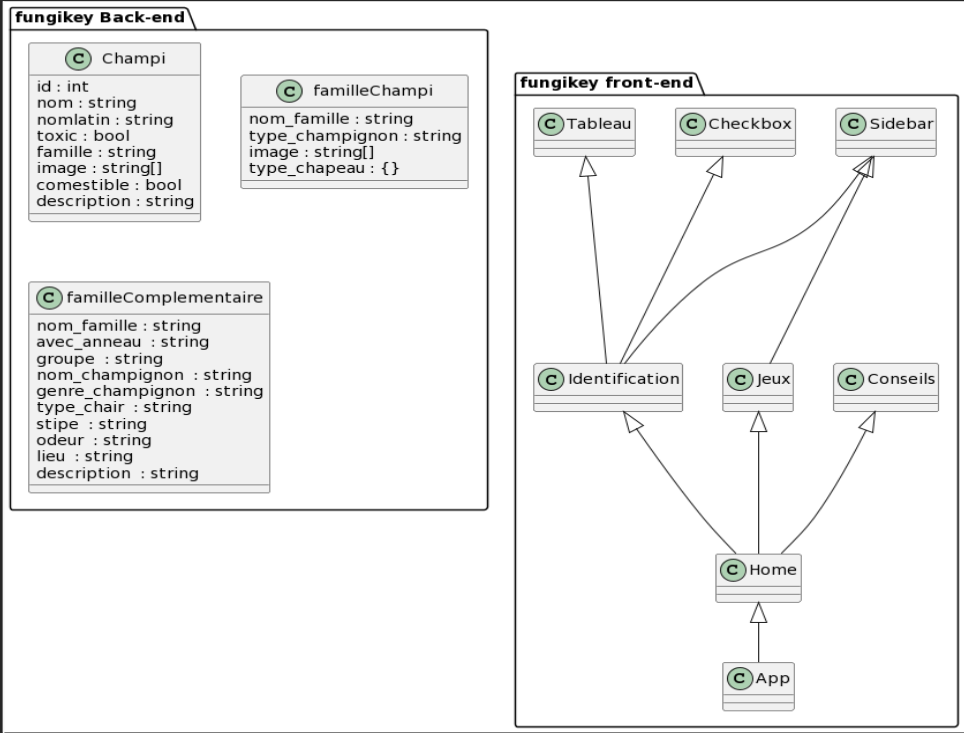 fungikey Back-end
C Champi
id : int
nom : string
nomlatin : string
toxic : bool
famille : string
image : string[]
comestible : bool
description : string
C familleChampi
nom_famille : string
type_champignon : string
image : string[]
type_chapeau : {}
C familleComplementaire
nom_famille : string
avec_anneau : string
groupe : string
nom_champignon : string
genre_champignon : string
type_chair : string
stipe : string
odeur : string
lieu : string
description : string
fungikey front-end
C Tableau
C Checkbox
C Sidebar
C Identification
C Jeux
C Conseils
C Home
C App